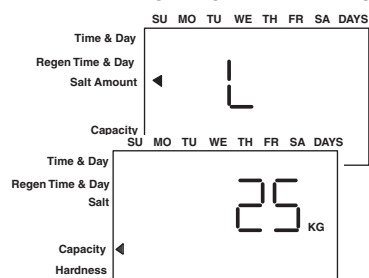 SU MO TU WE TH FR SA DAYS
Time & Day
Regen Time & Day
Salt Amount
L
Capacity
SU MO TU WE TH FR SA DAYS
Time & Day
Regen Time & Day
Salt
25 KG
Capacity
Hardness